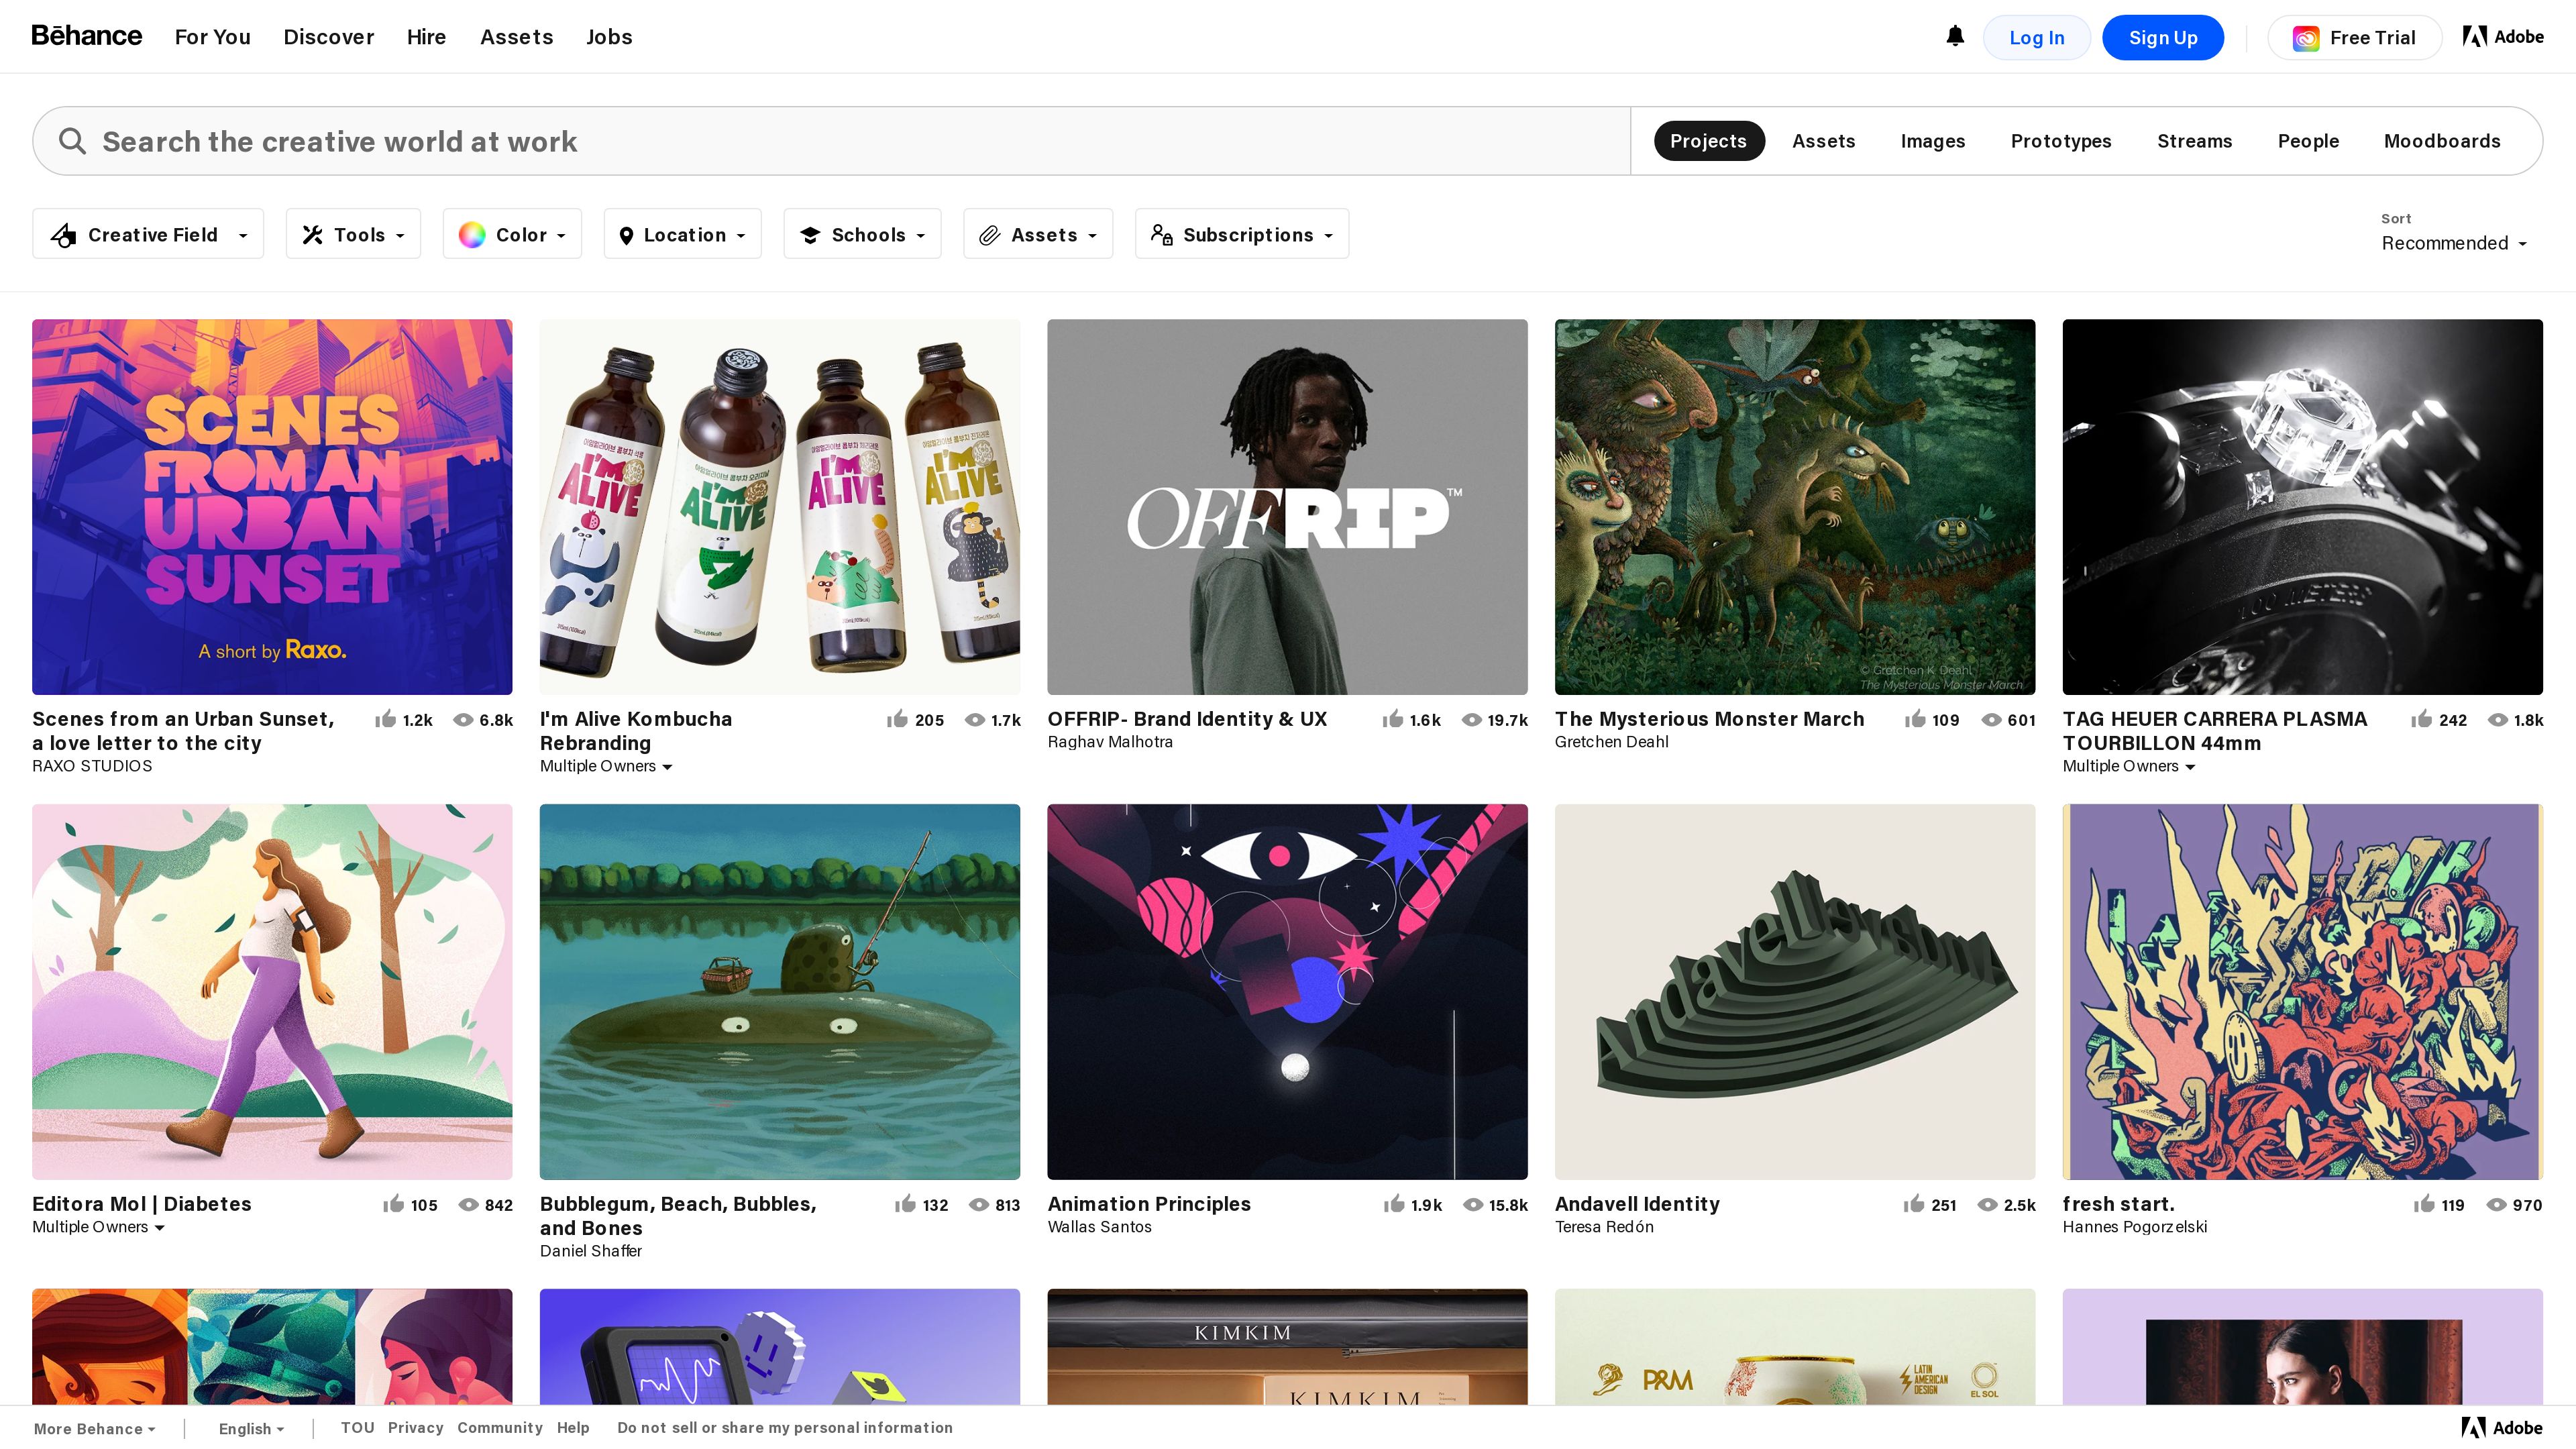 Bēhance
For You
Discover
Hire
Assets
Jobs
Log In
Sign Up
Free Trial
Adobe
Search the creative world at work
Projects
Assets
Images
Prototypes
Streams
People
Moodboards
Creative Field
Tools
Color
Location
Schools
Assets
Subscriptions
Sort
Recommended
SCENES
FROM AN
URBAN
SUNSET
A short by Raxo.
I'M
ALIVE
I'M
ALIVE
I'M
ALIVE
I'M
ALIVE
OFFRIP™
© Gretchen K. Deahl
The Mysterious Monster March
100 METERS
Scenes from an Urban Sunset,
a love letter to the city
RAXO STUDIOS
1.2k
6.8k
I'm Alive Kombucha
Rebranding
Multiple Owners
205
1.7k
OFFRIP- Brand Identity & UX
Raghav Malhotra
1.6k
19.7k
The Mysterious Monster March
Gretchen Deahl
109
601
TAG HEUER CARRERA PLASMA
TOURBILLON 44mm
Multiple Owners
242
1.8k
Andavell
Editora Mol | Diabetes
Multiple Owners
105
842
Bubblegum, Beach, Bubbles,
and Bones
Daniel Shaffer
132
813
Animation Principles
Wallas Santos
1.9k
15.8k
Andavell Identity
Teresa Redón
251
2.5k
fresh start.
Hannes Pogorzelski
119
970
KIMKIM
KIMKIM
PRM
LATIN
AMERICAN
DESIGN
EL SOL
More Behance
English
TOU
Privacy
Community
Help
Do not sell or share my personal information
Adobe